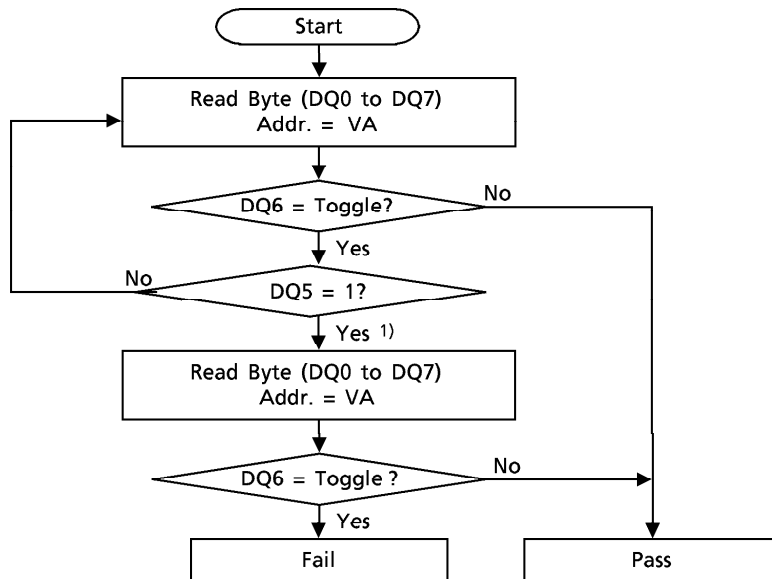 Start
Read Byte (DQ0 to DQ7)
Addr. = VA
DQ6 = Toggle?
No
Yes
No
DQ5 = 1?
Yes 1)
Read Byte (DQ0 to DQ7)
Addr. = VA
DQ6 = Toggle ?
No
Yes
Fail
Pass